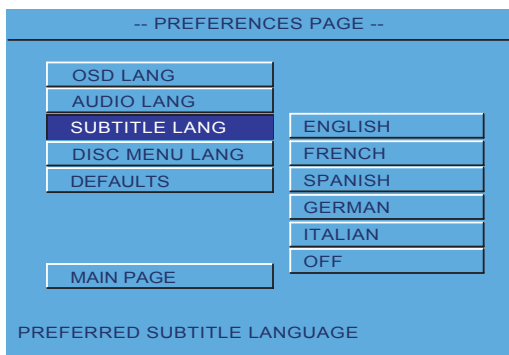 -- PREFERENCES PAGE --
OSD LANG
AUDIO LANG
SUBTITLE LANG
DISC MENU LANG
DEFAULTS
ENGLISH
FRENCH
SPANISH
GERMAN
ITALIAN
OFF
MAIN PAGE
PREFERRED SUBTITLE LANGUAGE